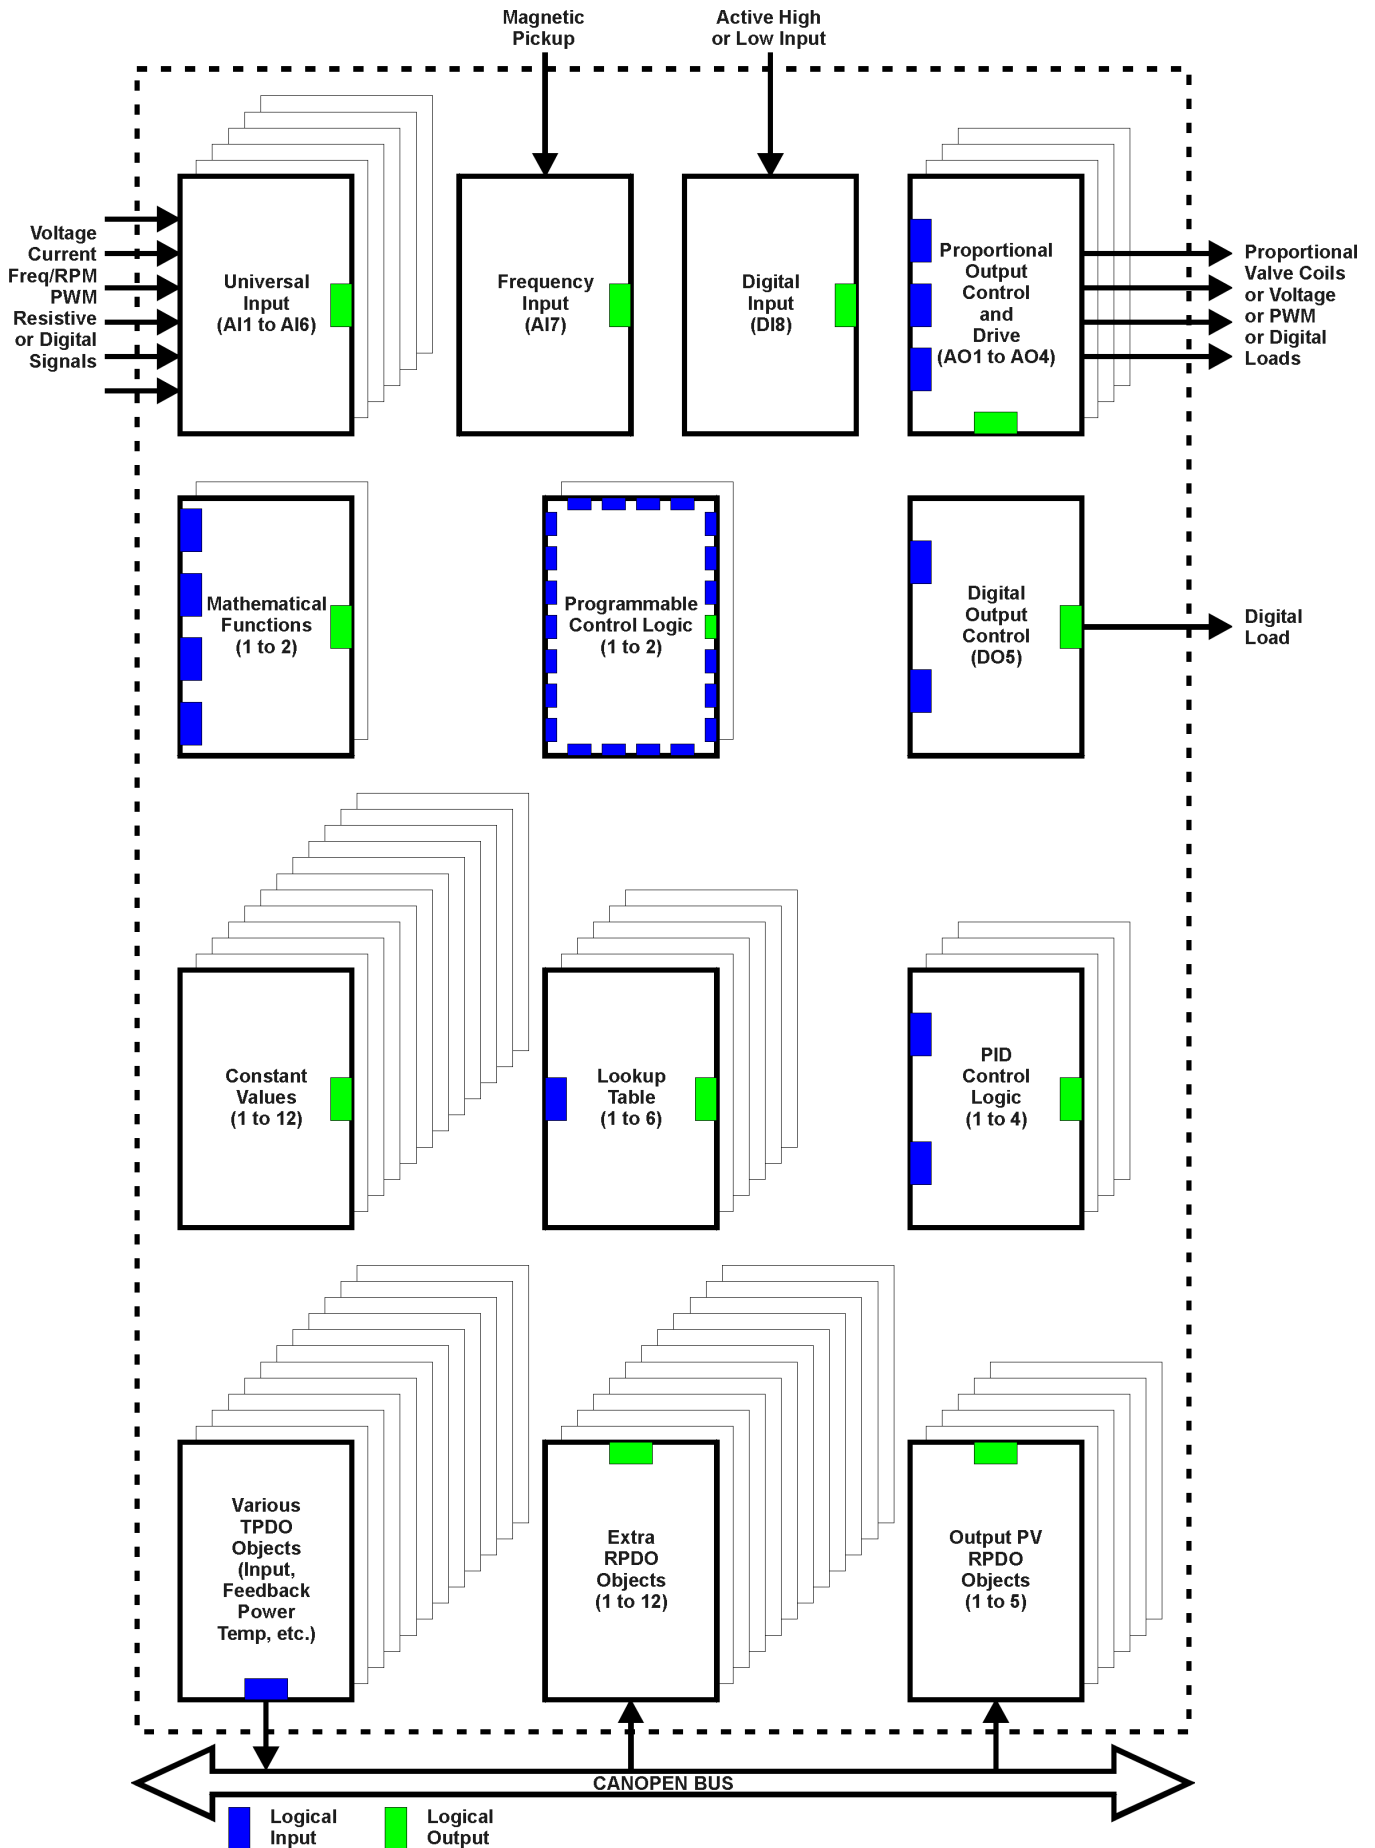 Magnetic
Pickup
Active High
or Low Input
Voltage
Current
Freq/RPM
PWM
Resistive
or Digital
Signals
Universal
Input
(AI1 to AI6)
Frequency
Input
(AI7)
Digital
Input
(DI8)
Proportional
Output
Control
and
Drive
(AO1 to AO4)
Proportional
Valve Coils
or Voltage
or PWM
or Digital
Loads
Mathematical
Functions
(1 to 2)
Programmable
Control Logic
(1 to 2)
Digital
Output
Control
(DO5)
Digital
Load
Constant
Values
(1 to 12)
Lookup
Table
(1 to 6)
PID
Control
Logic
(1 to 4)
Various
TPDO
Objects
(Input,
Feedback
Power
Temp, etc.)
Extra
RPDO
Objects
(1 to 12)
Output PV
RPDO
Objects
(1 to 5)
CANOPEN BUS
Logical
Input
Logical
Output